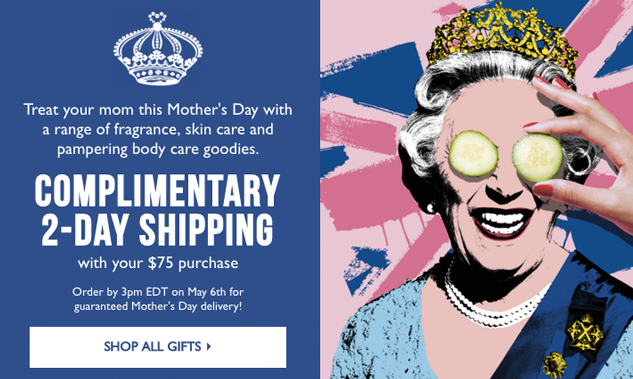 Treat your mom this Mother's Day with
a range of fragrance, skin care and
pampering body care goodies.
COMPLIMENTARY
2-DAY SHIPPING
with your $75 purchase
Order by 3pm EDT on May 6th for
guaranteed Mother's Day delivery!
SHOP ALL GIFTS